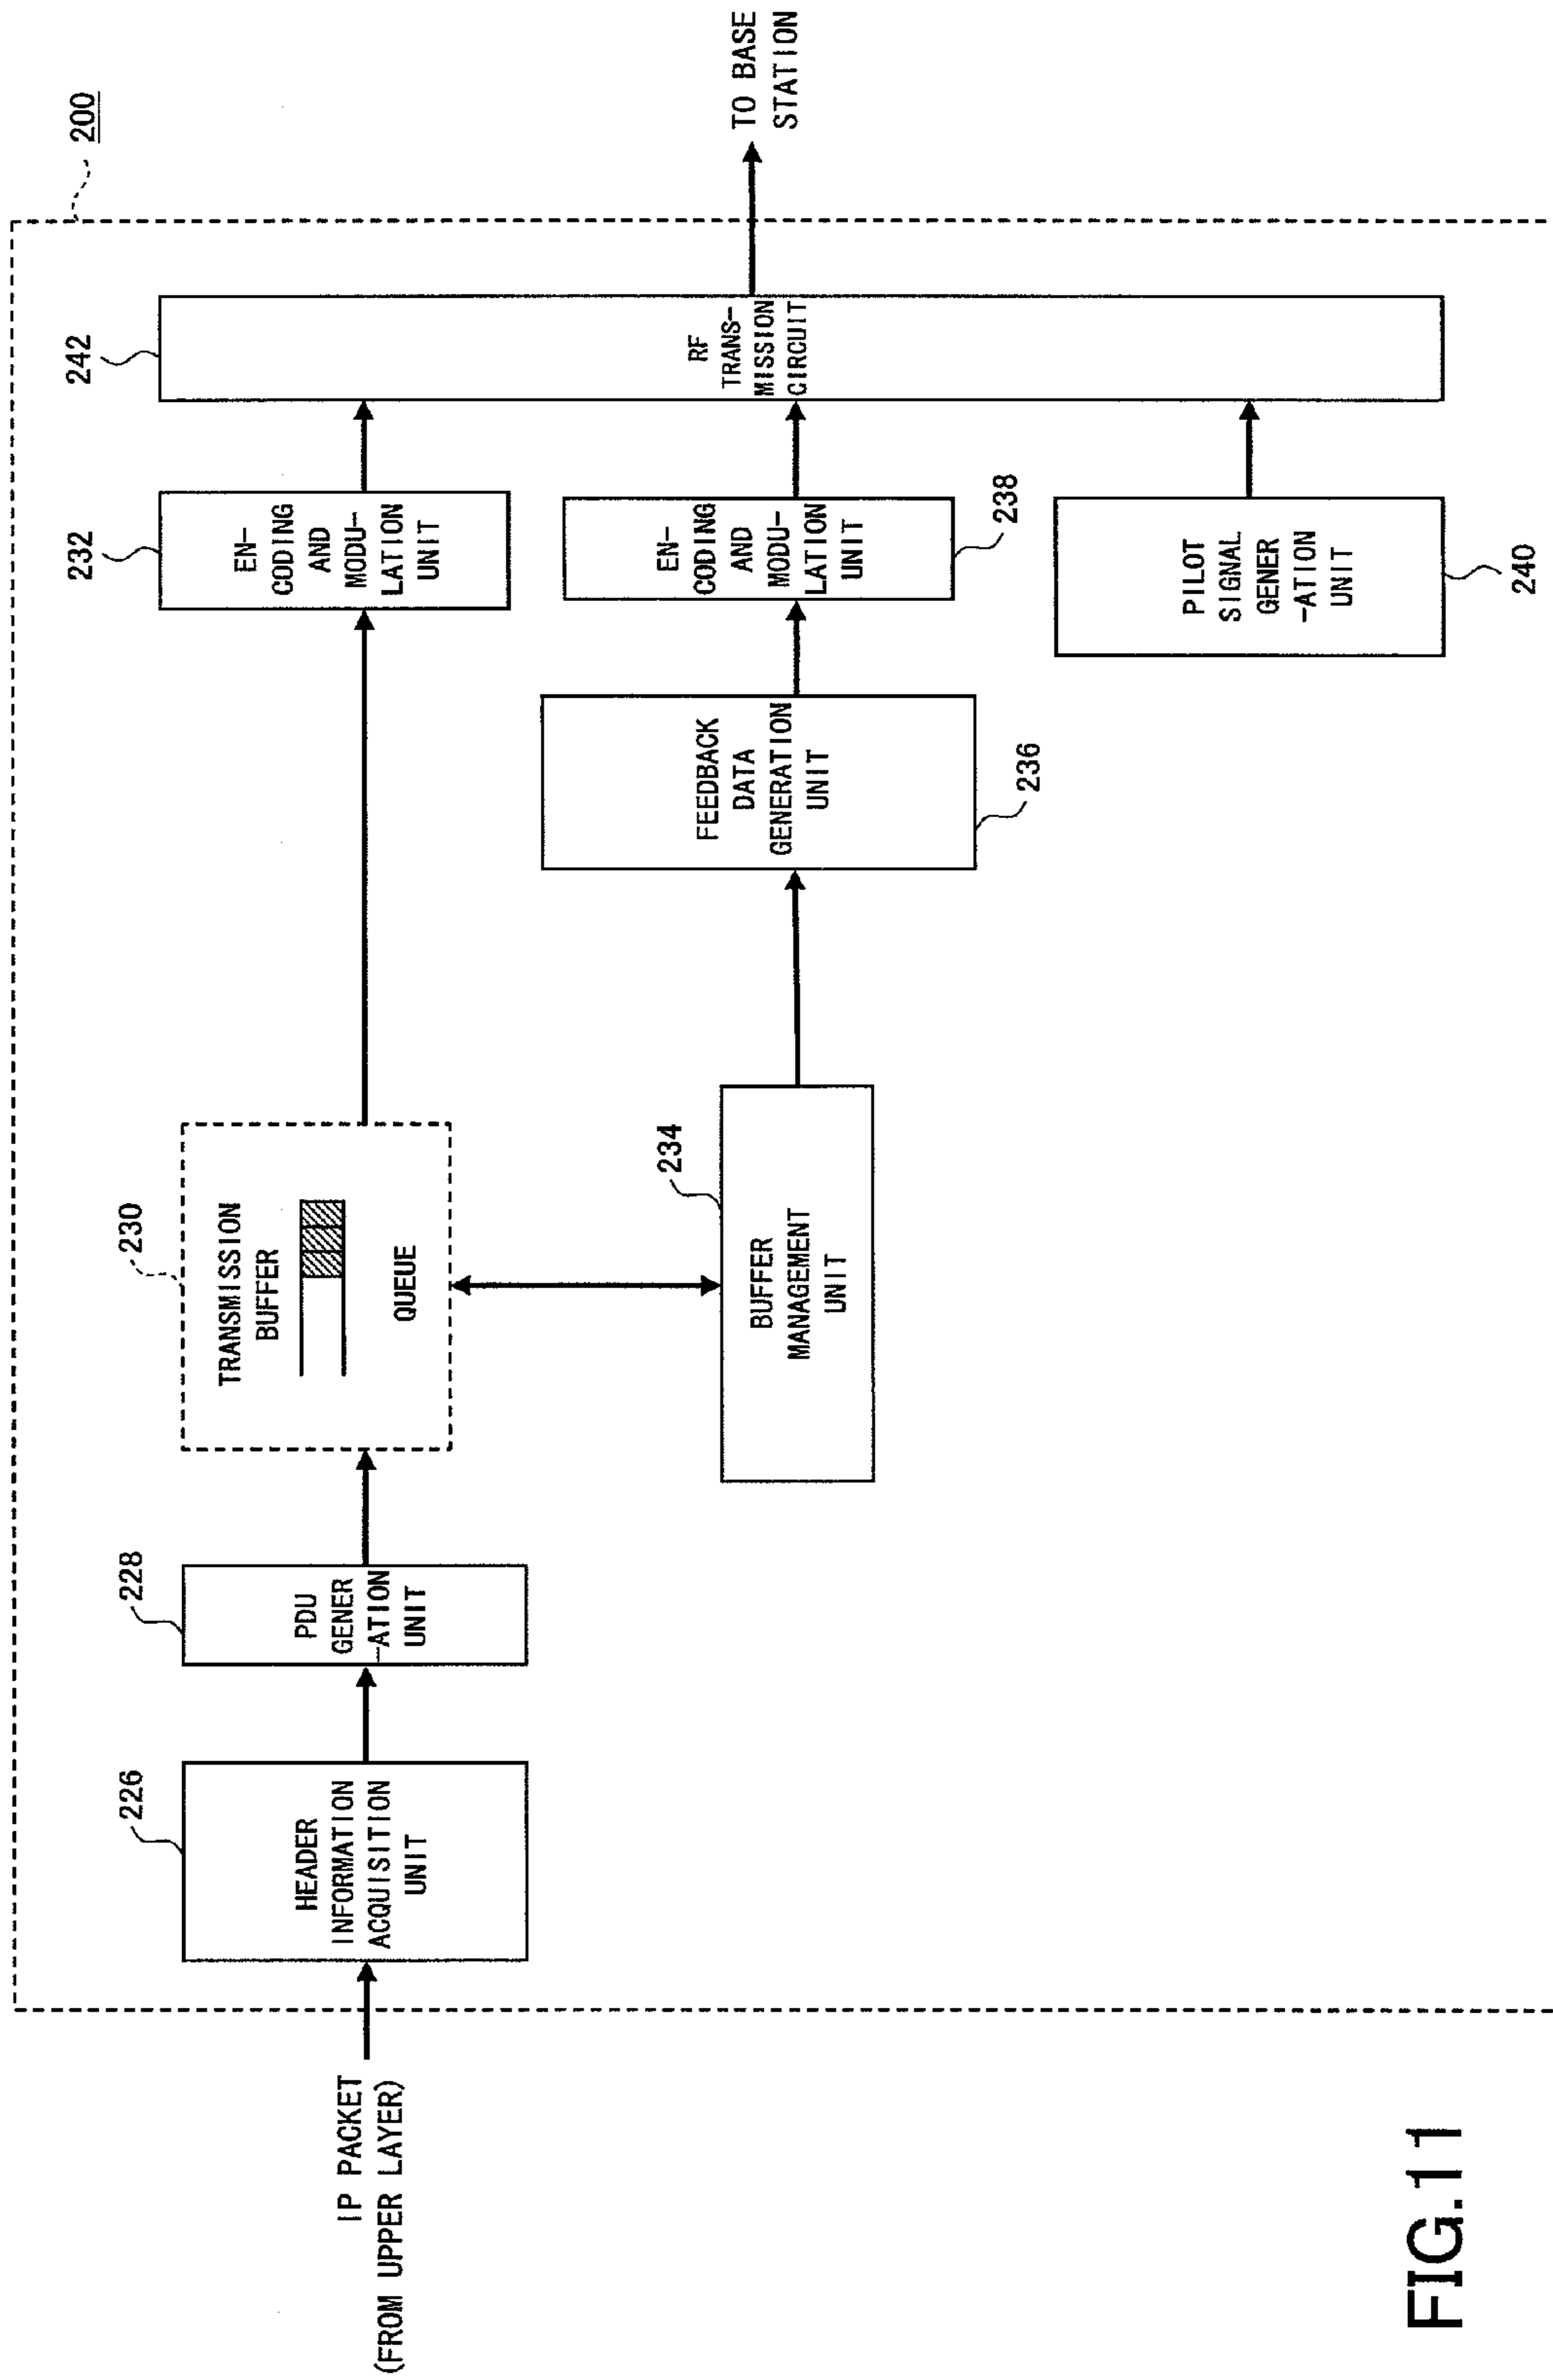 200
242
232
230
228
226
IP PACKET
(FROM UPPER LAYER)
HEADER
INFORMATION
ACQUISITION
UNIT
PDU
GENER
-ATION
UNIT
TRANSMISSION
BUFFER
QUEUE
EN-
CODING
AND
MODU-
LATION
UNIT
RF
TRANS-
MISSION
CIRCUIT
TO BASE
STATION
234
BUFFER
MANAGEMENT
UNIT
FEEDBACK
DATA
GENERATION
UNIT
236
EN-
CODING
AND
MODU-
LATION
UNIT
238
PILOT
SIGNAL
GENER
-ATION
UNIT
240
FIG.11